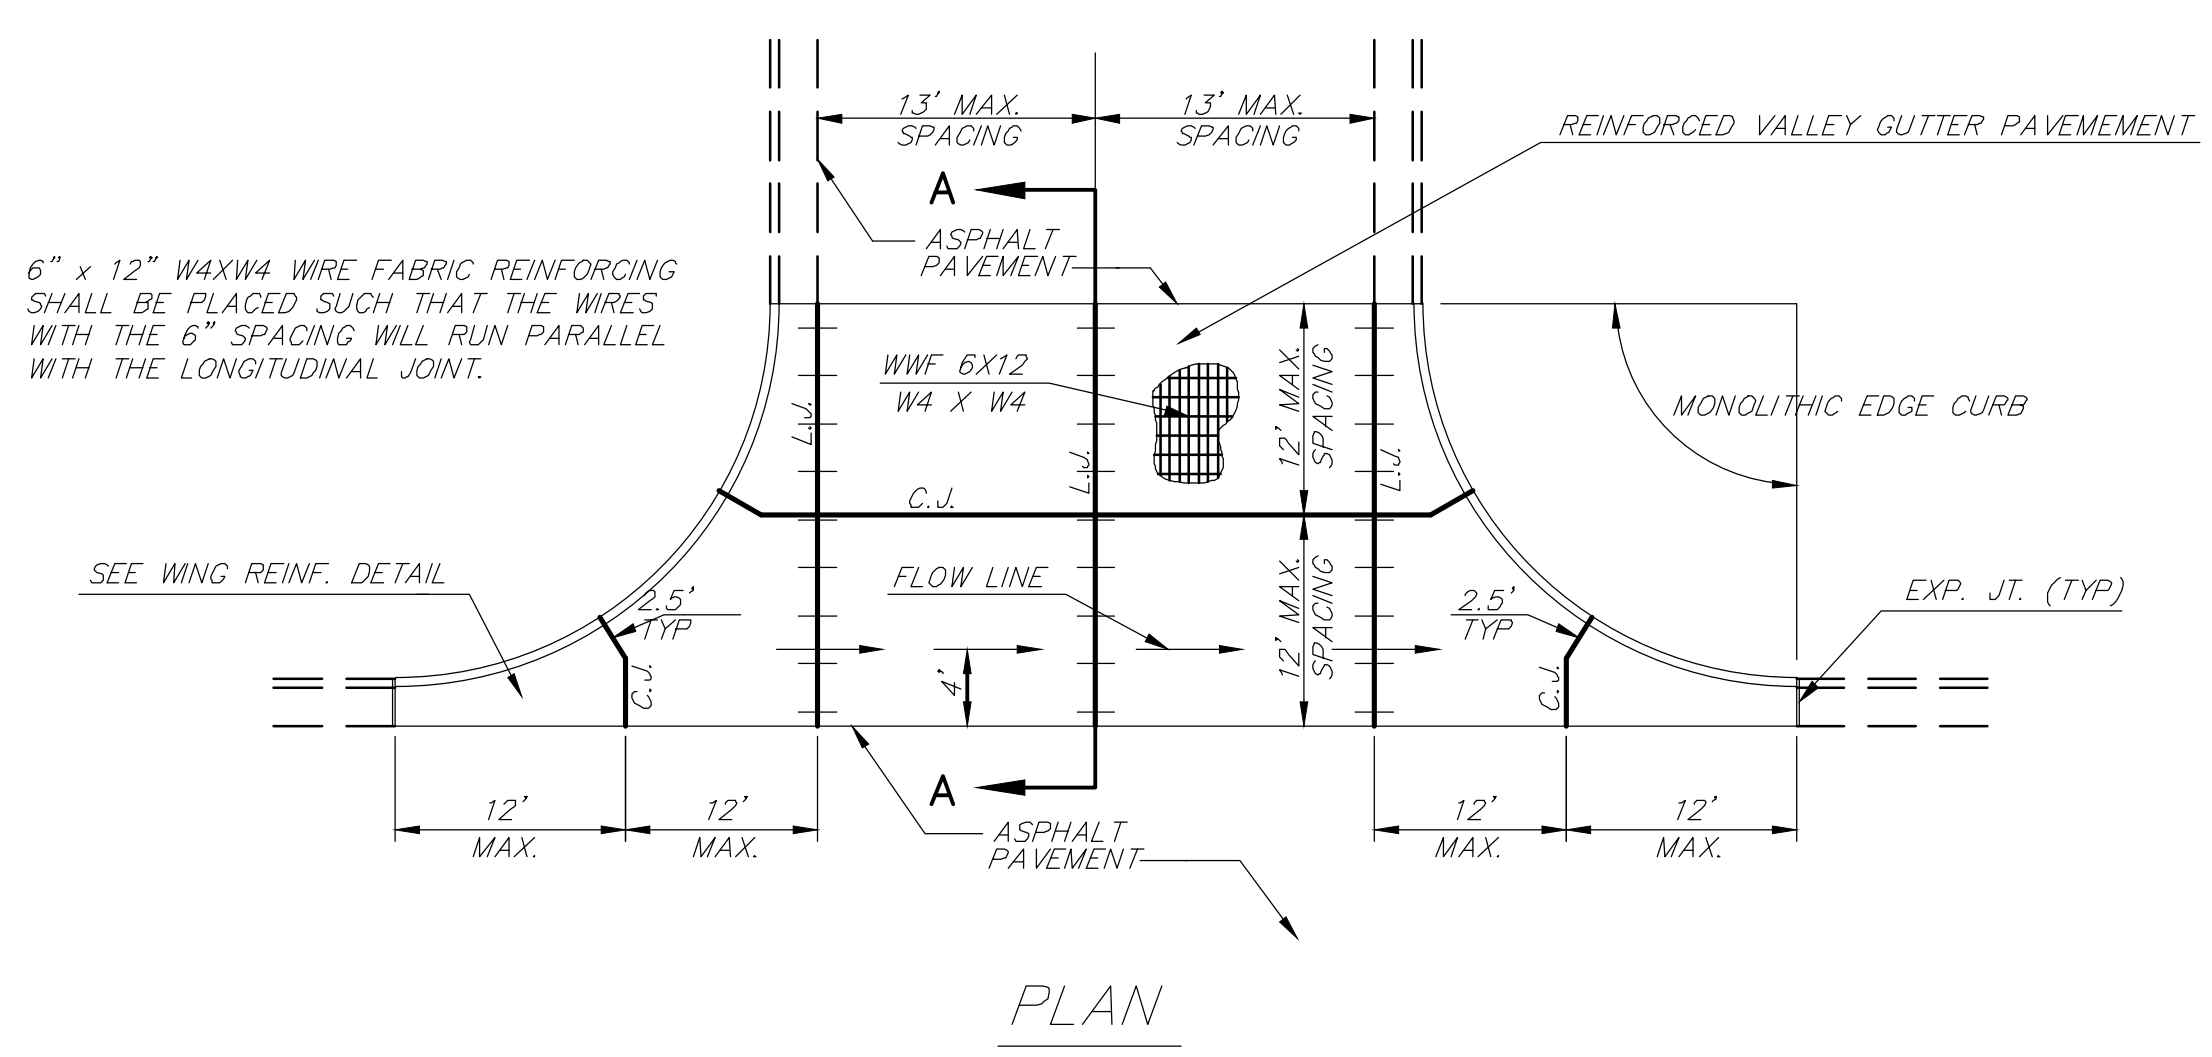 13' MAX.
SPACING
13' MAX.
SPACING
REINFORCED VALLEY GUTTER PAVEMEMENT
A
ASPHALT
PAVEMENT
6" x 12" W4XW4 WIRE FABRIC REINFORCING
SHALL BE PLACED SUCH THAT THE WIRES
WITH THE 6" SPACING WILL RUN PARALLEL
WITH THE LONGITUDINAL JOINT.
WWF 6X12
W4 X W4
12' MAX.
SPACING
MONOLITHIC EDGE CURB
L.J.
L.J.
L.J.
C.J.
SEE WING REINF. DETAIL
2.5'
TYP
FLOW LINE
12' MAX.
SPACING
2.5'
TYP
EXP. JT. (TYP)
C.J.
4'
C.J.
A
12'
MAX.
12'
MAX.
ASPHALT
PAVEMENT
12'
MAX.
12'
MAX.
PLAN